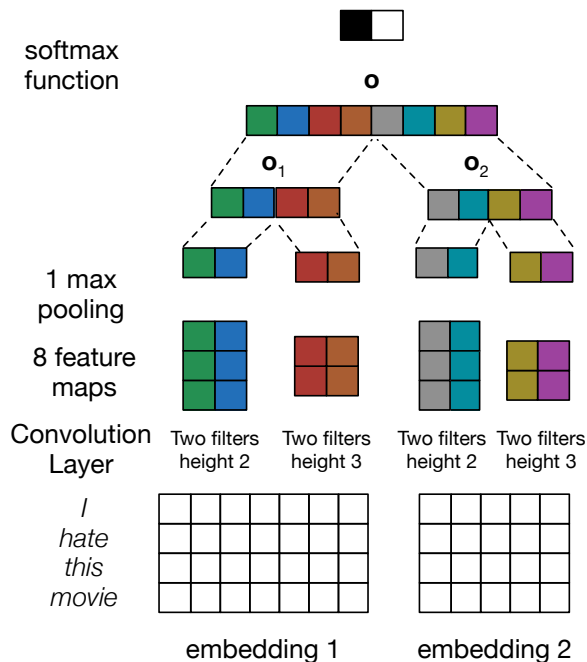 softmax
function
o
o1
o2
1 max
pooling
8 feature
maps
Convolution
Layer
Two filters
height 2
Two filters
height 3
Two filters
height 2
Two filters
height 3
I
hate
this
movie
embedding 1
embedding 2